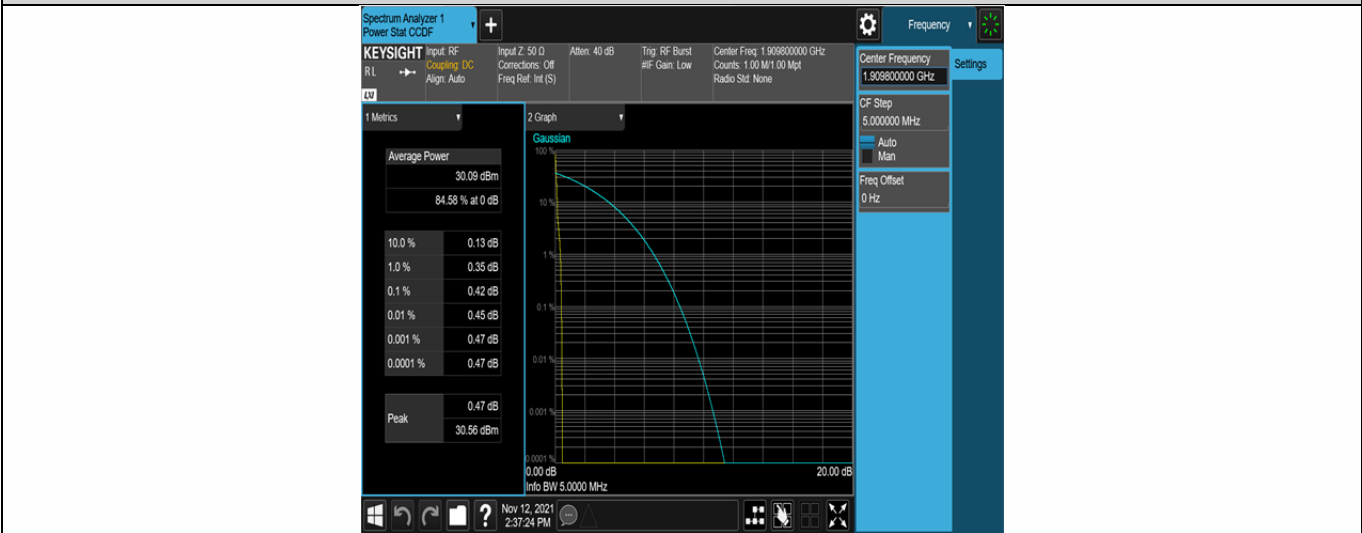 Spectrum Analyzer 1
Power Stat CCDF
+
Frequency
KEYSIGHT
RL
LXI
Input: RF
Coupling: DC
Align: Auto
Input Z: 50 Ω
Corrections: Off
Freq Ref: Int (S)
Atten: 40 dB
Trig: RF Burst
#IF Gain: Low
Center Freq: 1.909800000 GHz
Counts: 1.00 M/1.00 Mpt
Radio Std: None
Center Frequency
1.909800000 GHz
Settings
CF Step
5.000000 MHz
Auto
Man
Freq Offset
0 Hz
1 Metrics
Average Power
30.09 dBm
84.58 % at 0 dB
10.0 % 0.13 dB
1.0 % 0.35 dB
0.1 % 0.42 dB
0.01 % 0.45 dB
0.001 % 0.47 dB
0.0001 % 0.47 dB
Peak
0.47 dB
30.56 dBm
2 Graph
Gaussian
100 %
10 %
1 %
0.1 %
0.01 %
0.001 %
0.0001 %
0.00 dB 20.00 dB
Info BW 5.0000 MHz
?
Nov 12, 2021
2:37:24 PM